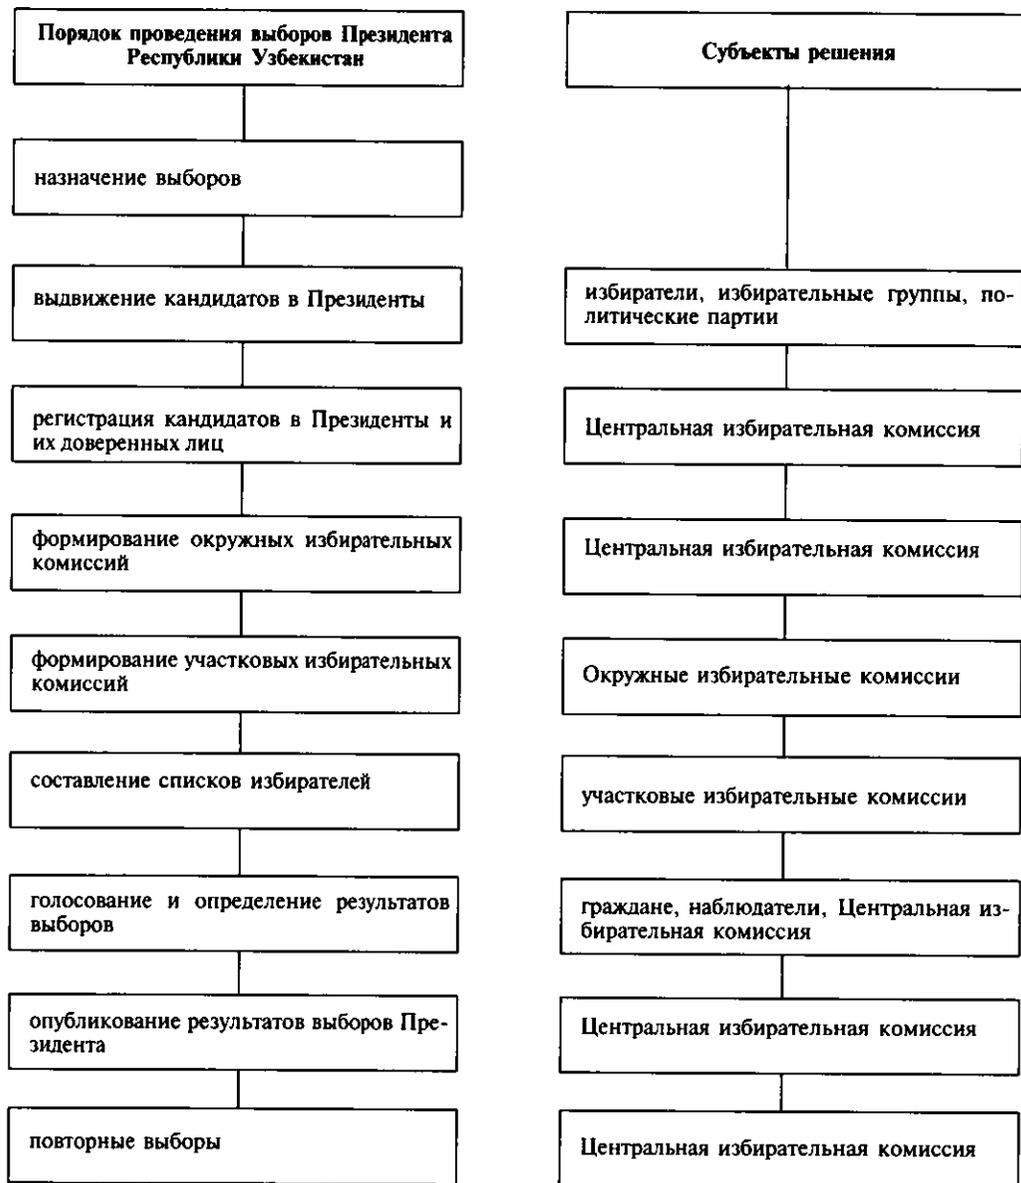 Порядок проведения выборов Президента
Республики Узбекистан
Субъекты решения
назначение выборов
выдвижение кандидатов в Президенты
избиратели, избирательные группы, по-
литические партии
регистрация кандидатов в Президенты и
их доверенных лиц
Центральная избирательная комиссия
формирование окружных избирательных
комиссий
Центральная избирательная комиссия
формирование участковых избирательных
комиссий
Окружные избирательные комиссии
составление списков избирателей
участковые избирательные комиссии
голосование и определение результатов
выборов
граждане, наблюдатели, Центральная из-
бирательная комиссия
опубликование результатов выборов Пре-
зидента
Центральная избирательная комиссия
повторные выборы
Центральная избирательная комиссия